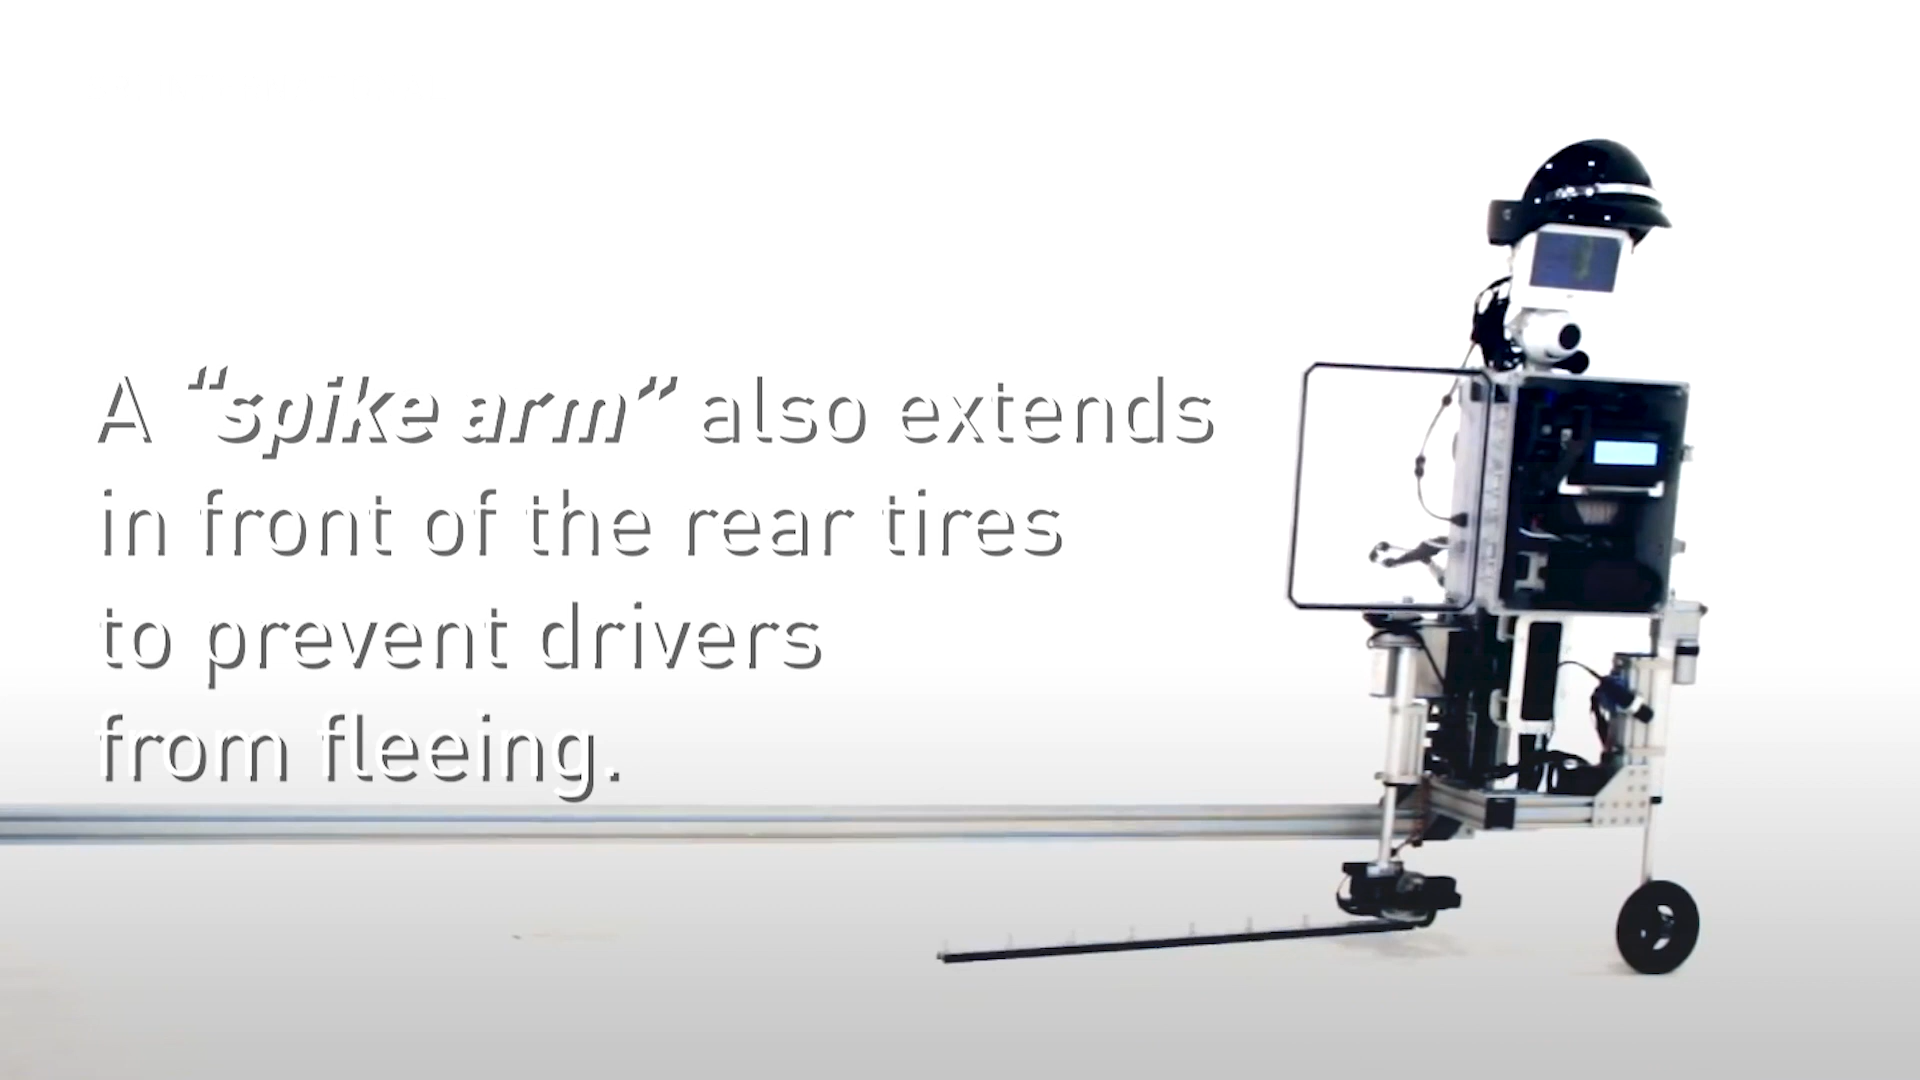 A “spike arm” also extends
in front of the rear tires
to prevent drivers
from fleeing.